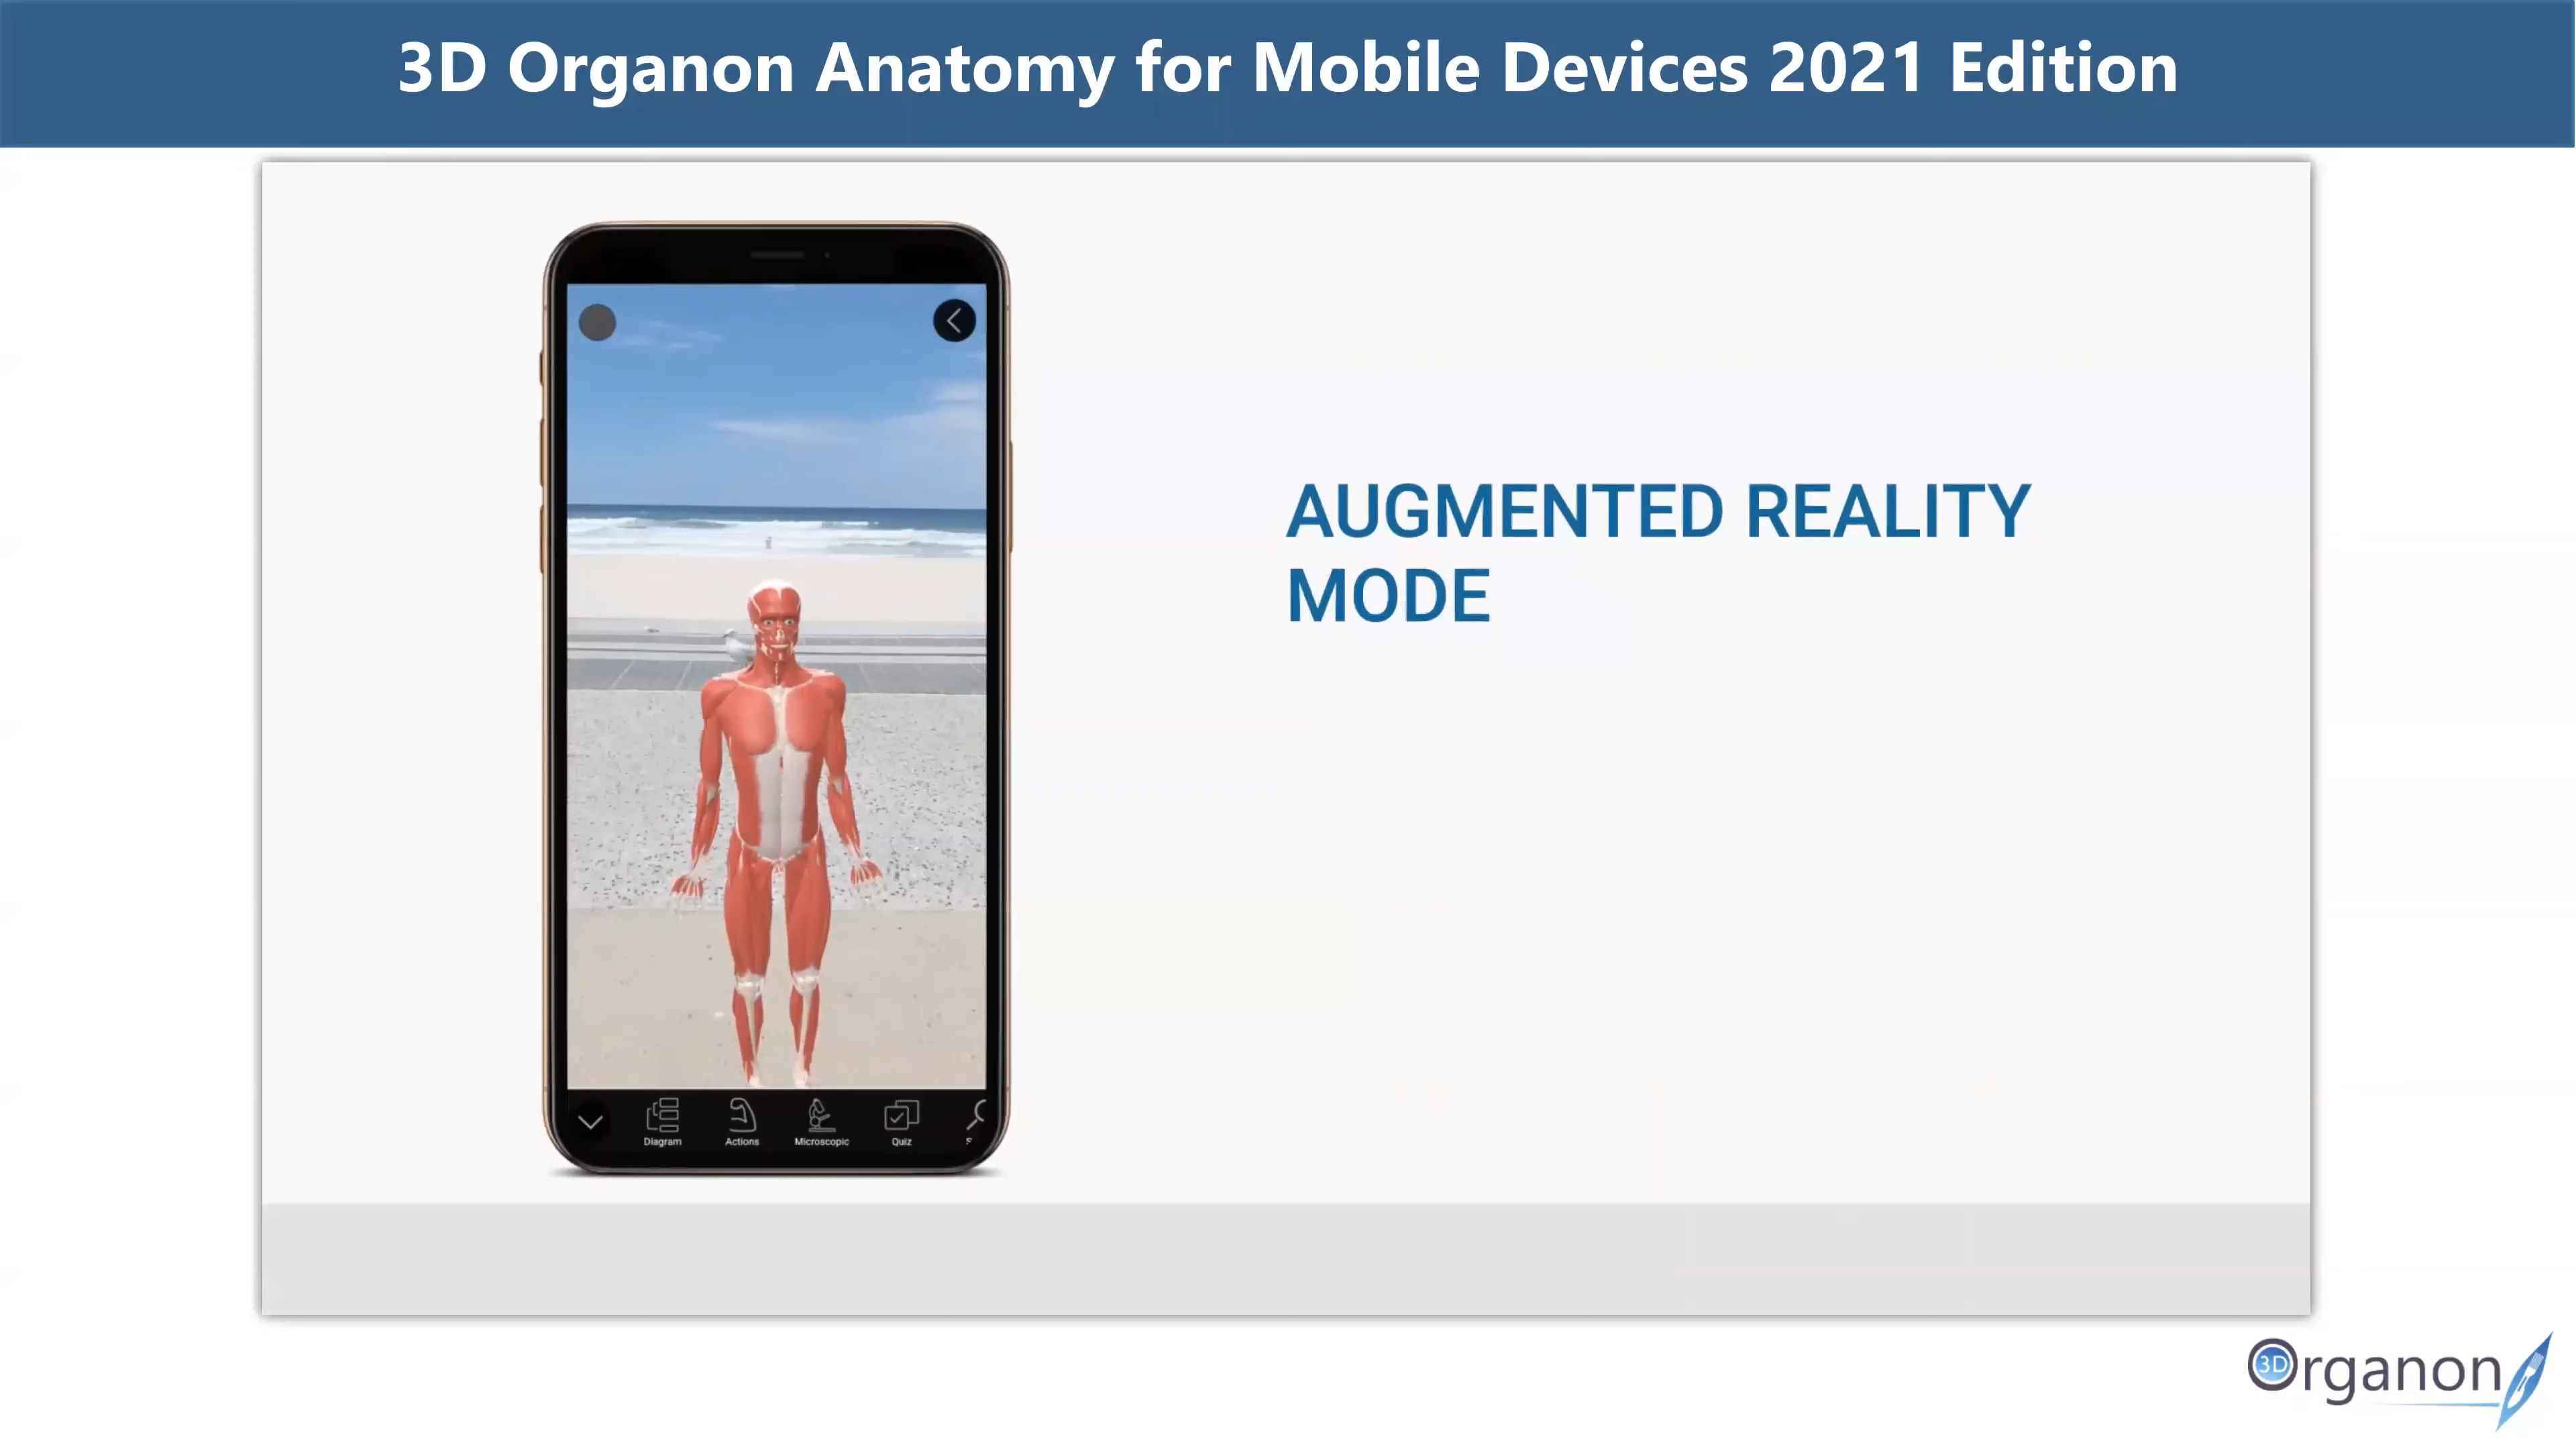 3D Organon Anatomy for Mobile Devices 2021 Edition
AUGMENTED REALITY
MODE
Diagram
Actions
Microscopic
Quiz
3D Organon